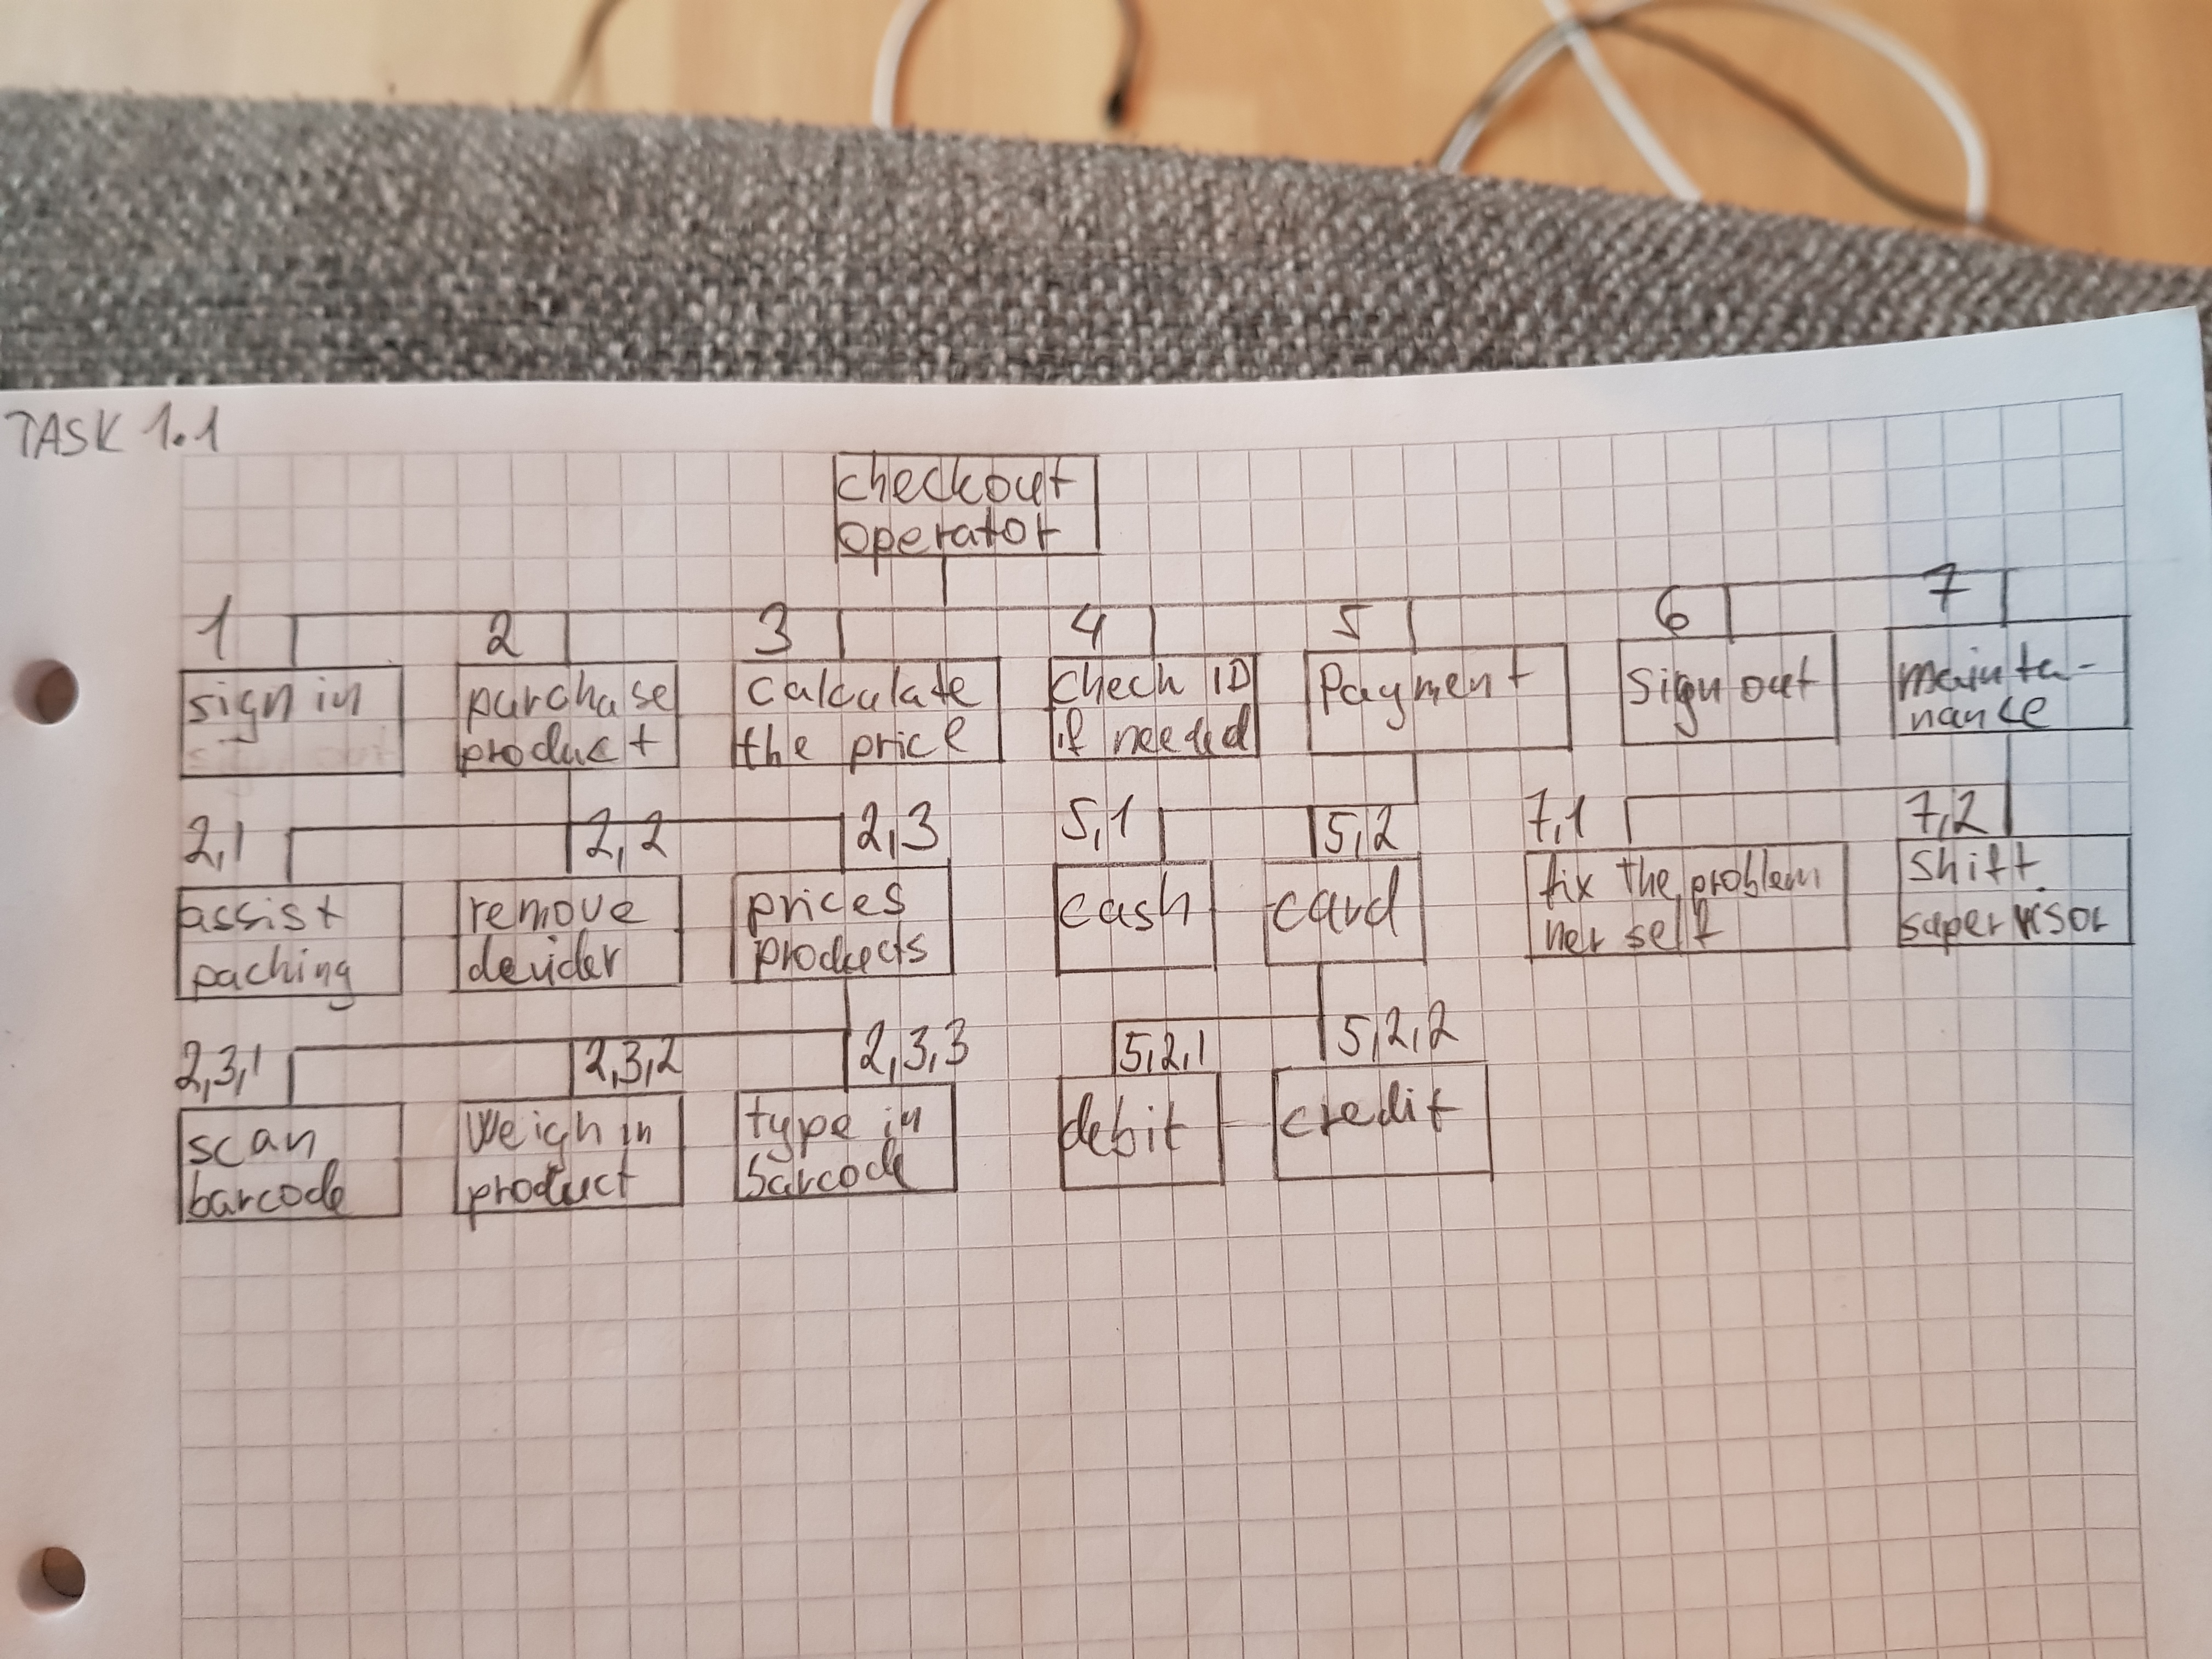 TASK 1.1
checkout
operator
1
2
3
4
5
6
7
sign in
purchase
product
calculate
the price
check ID
if needed
Payment
Sign out
mainte-
nance
2,1
2,2
2,3
5,1
5,2
7,1
7,2
assist
paching
remove
devider
prices
products
cash
card
fix the problem
her self
shift
supervisor
2,3,1
2,3,2
2,3,3
5,2,1
5,2,2
scan
barcode
Weigh in
product
type in
barcode
debit
credit